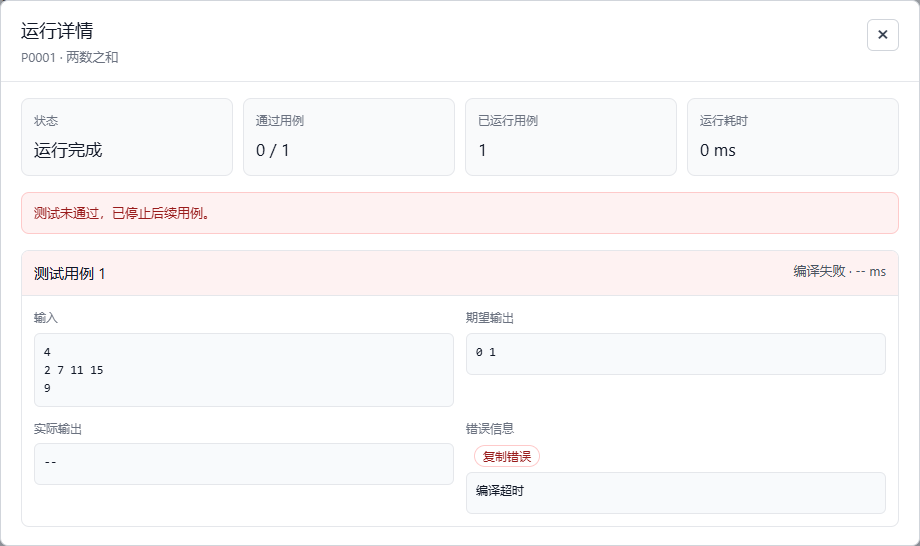 运行详情
P0001 · 两数之和
×
状态
运行完成
通过用例
0 / 1
已运行用例
1
运行耗时
0 ms
测试未通过，已停止后续用例。
测试用例 1
编译失败 · -- ms
输入
4
2 7 11 15
9
期望输出
0 1
实际输出
--
错误信息
复制错误
编译超时